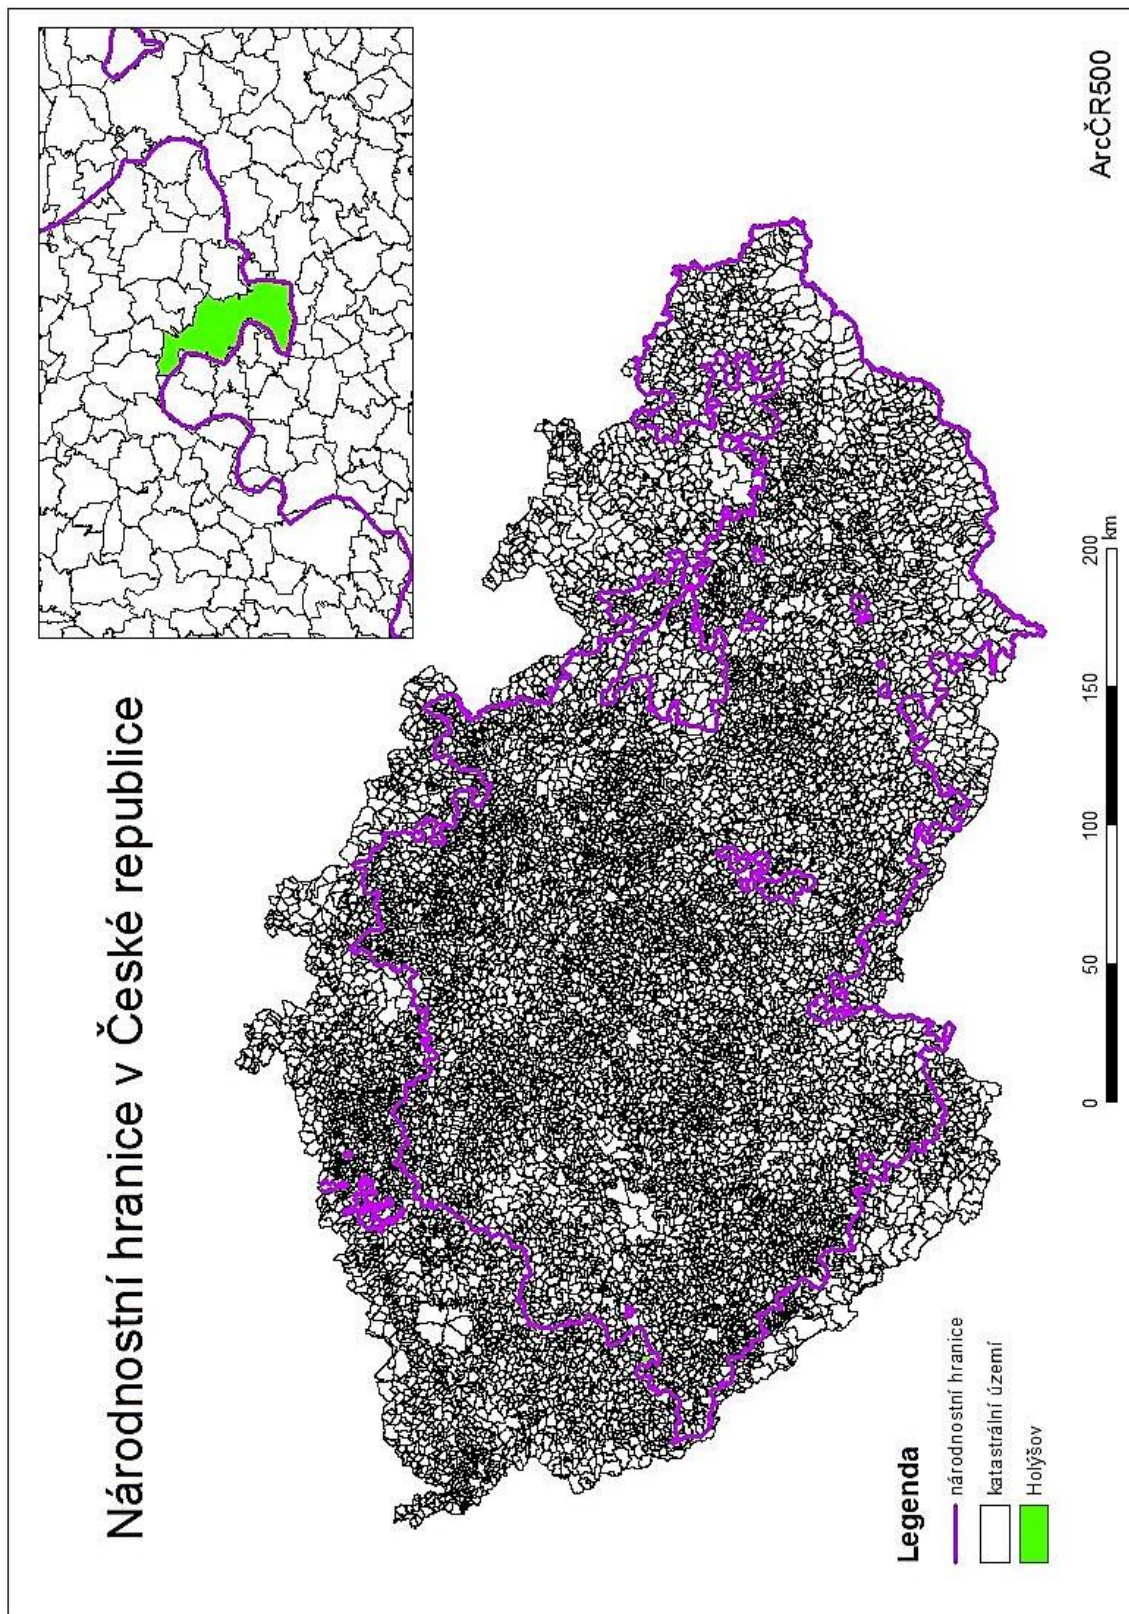 Národnostní hranice v České republice
Legenda
národnostní hranice
katastrální území
Holýšov
0 50 100 150 200
km
ArcČR500